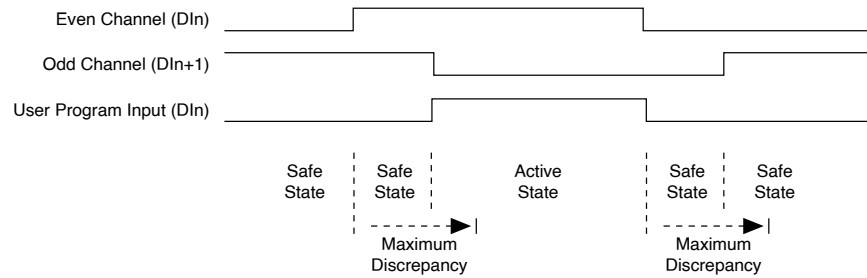 Even Channel (DIn)
Odd Channel (DIn+1)
User Program Input (DIn)
Safe
State
Safe
State
Active
State
Safe
State
Safe
State
Maximum
Discrepancy
Maximum
Discrepancy